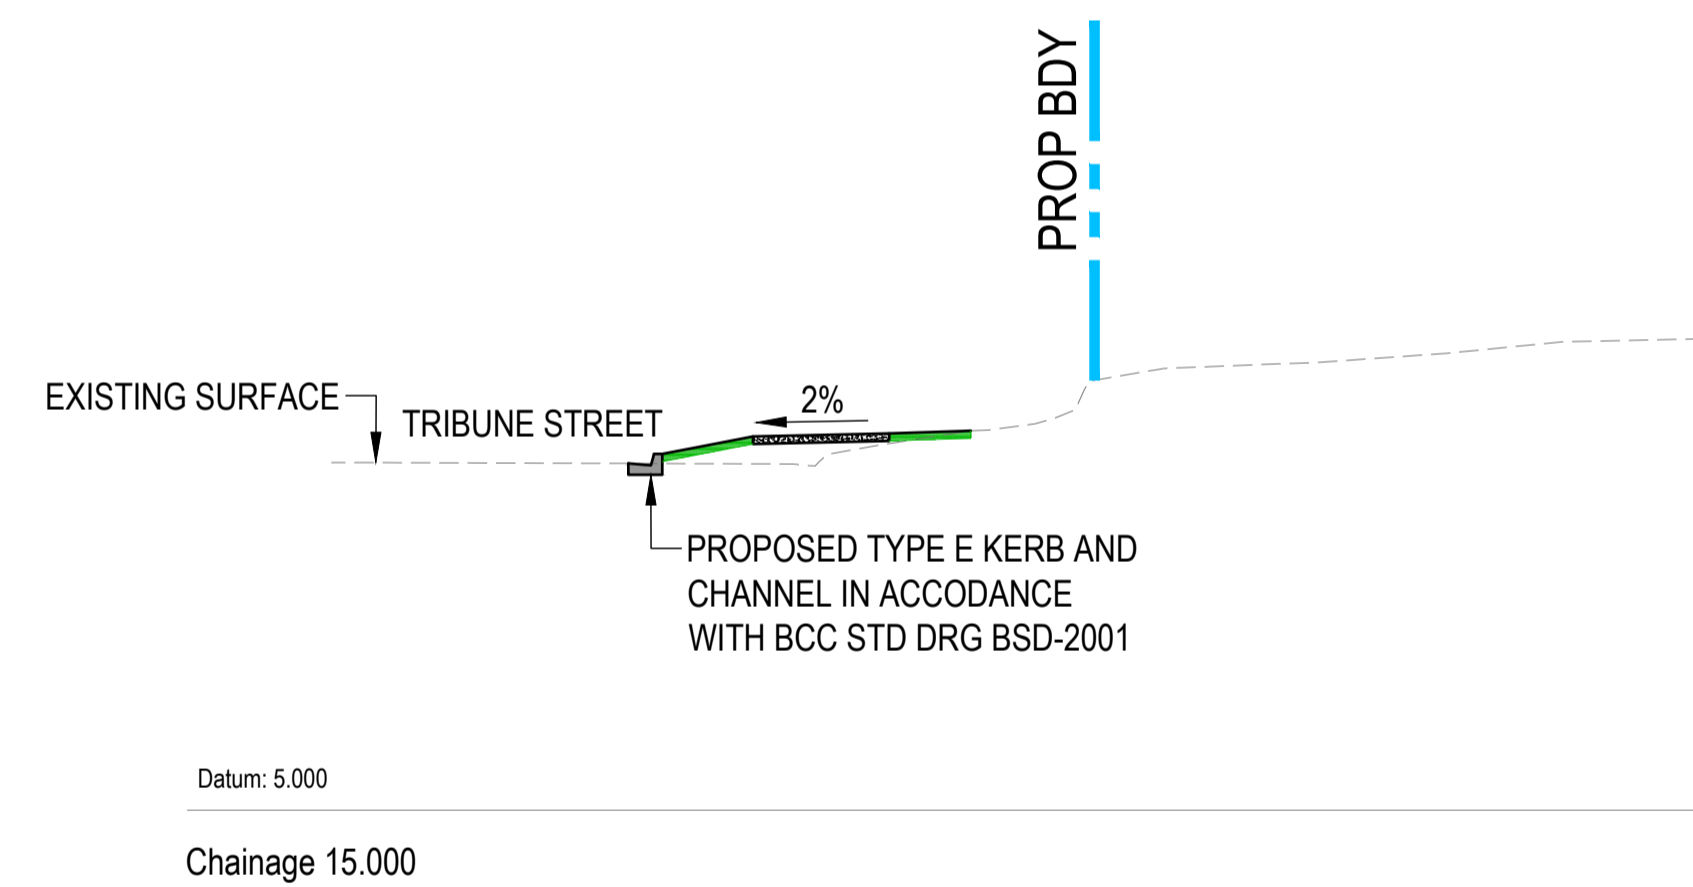 PROP BDY
EXISTING SURFACE
TRIBUNE STREET
2%
PROPOSED TYPE E KERB AND
CHANNEL IN ACCODANCE
WITH BCC STD DRG BSD-2001
Datum: 5.000
Chainage 15.000